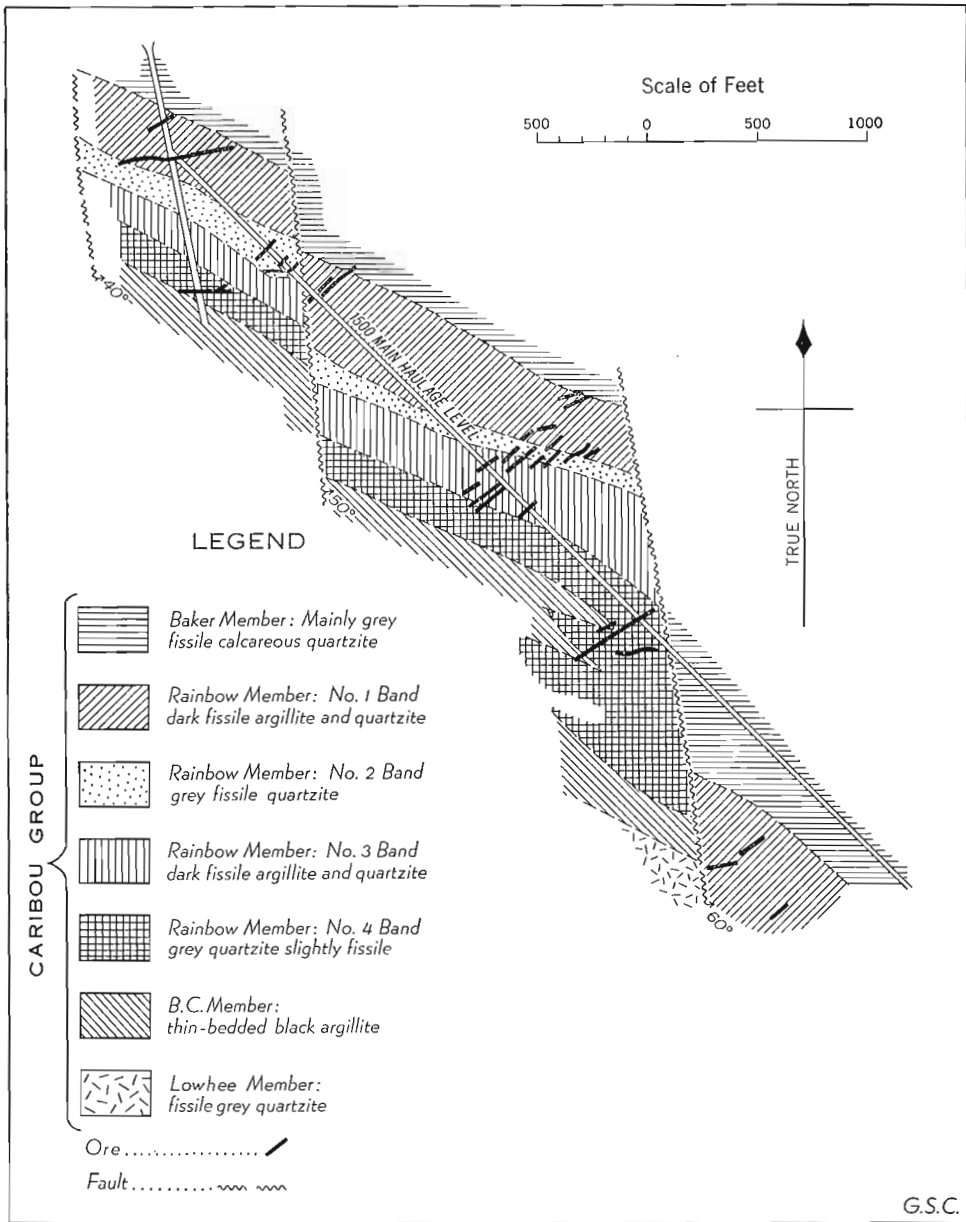 Scale of Feet
500 0 500 1000
1500 MAIN HAULAGE LEVEL
40°
50°
TRUE NORTH
60°
LEGEND
CARIBOU GROUP
Baker Member: Mainly grey
fissile calcareous quartzite
Rainbow Member: No. 1 Band
dark fissile argillite and quartzite
Rainbow Member: No. 2 Band
grey fissile quartzite
Rainbow Member: No. 3 Band
dark fissile argillite and quartzite
Rainbow Member: No. 4 Band
grey quartzite slightly fissile
B.C. Member:
thin-bedded black argillite
Lowhee Member:
fissile grey quartzite
Ore..................
Fault..........
G.S.C.